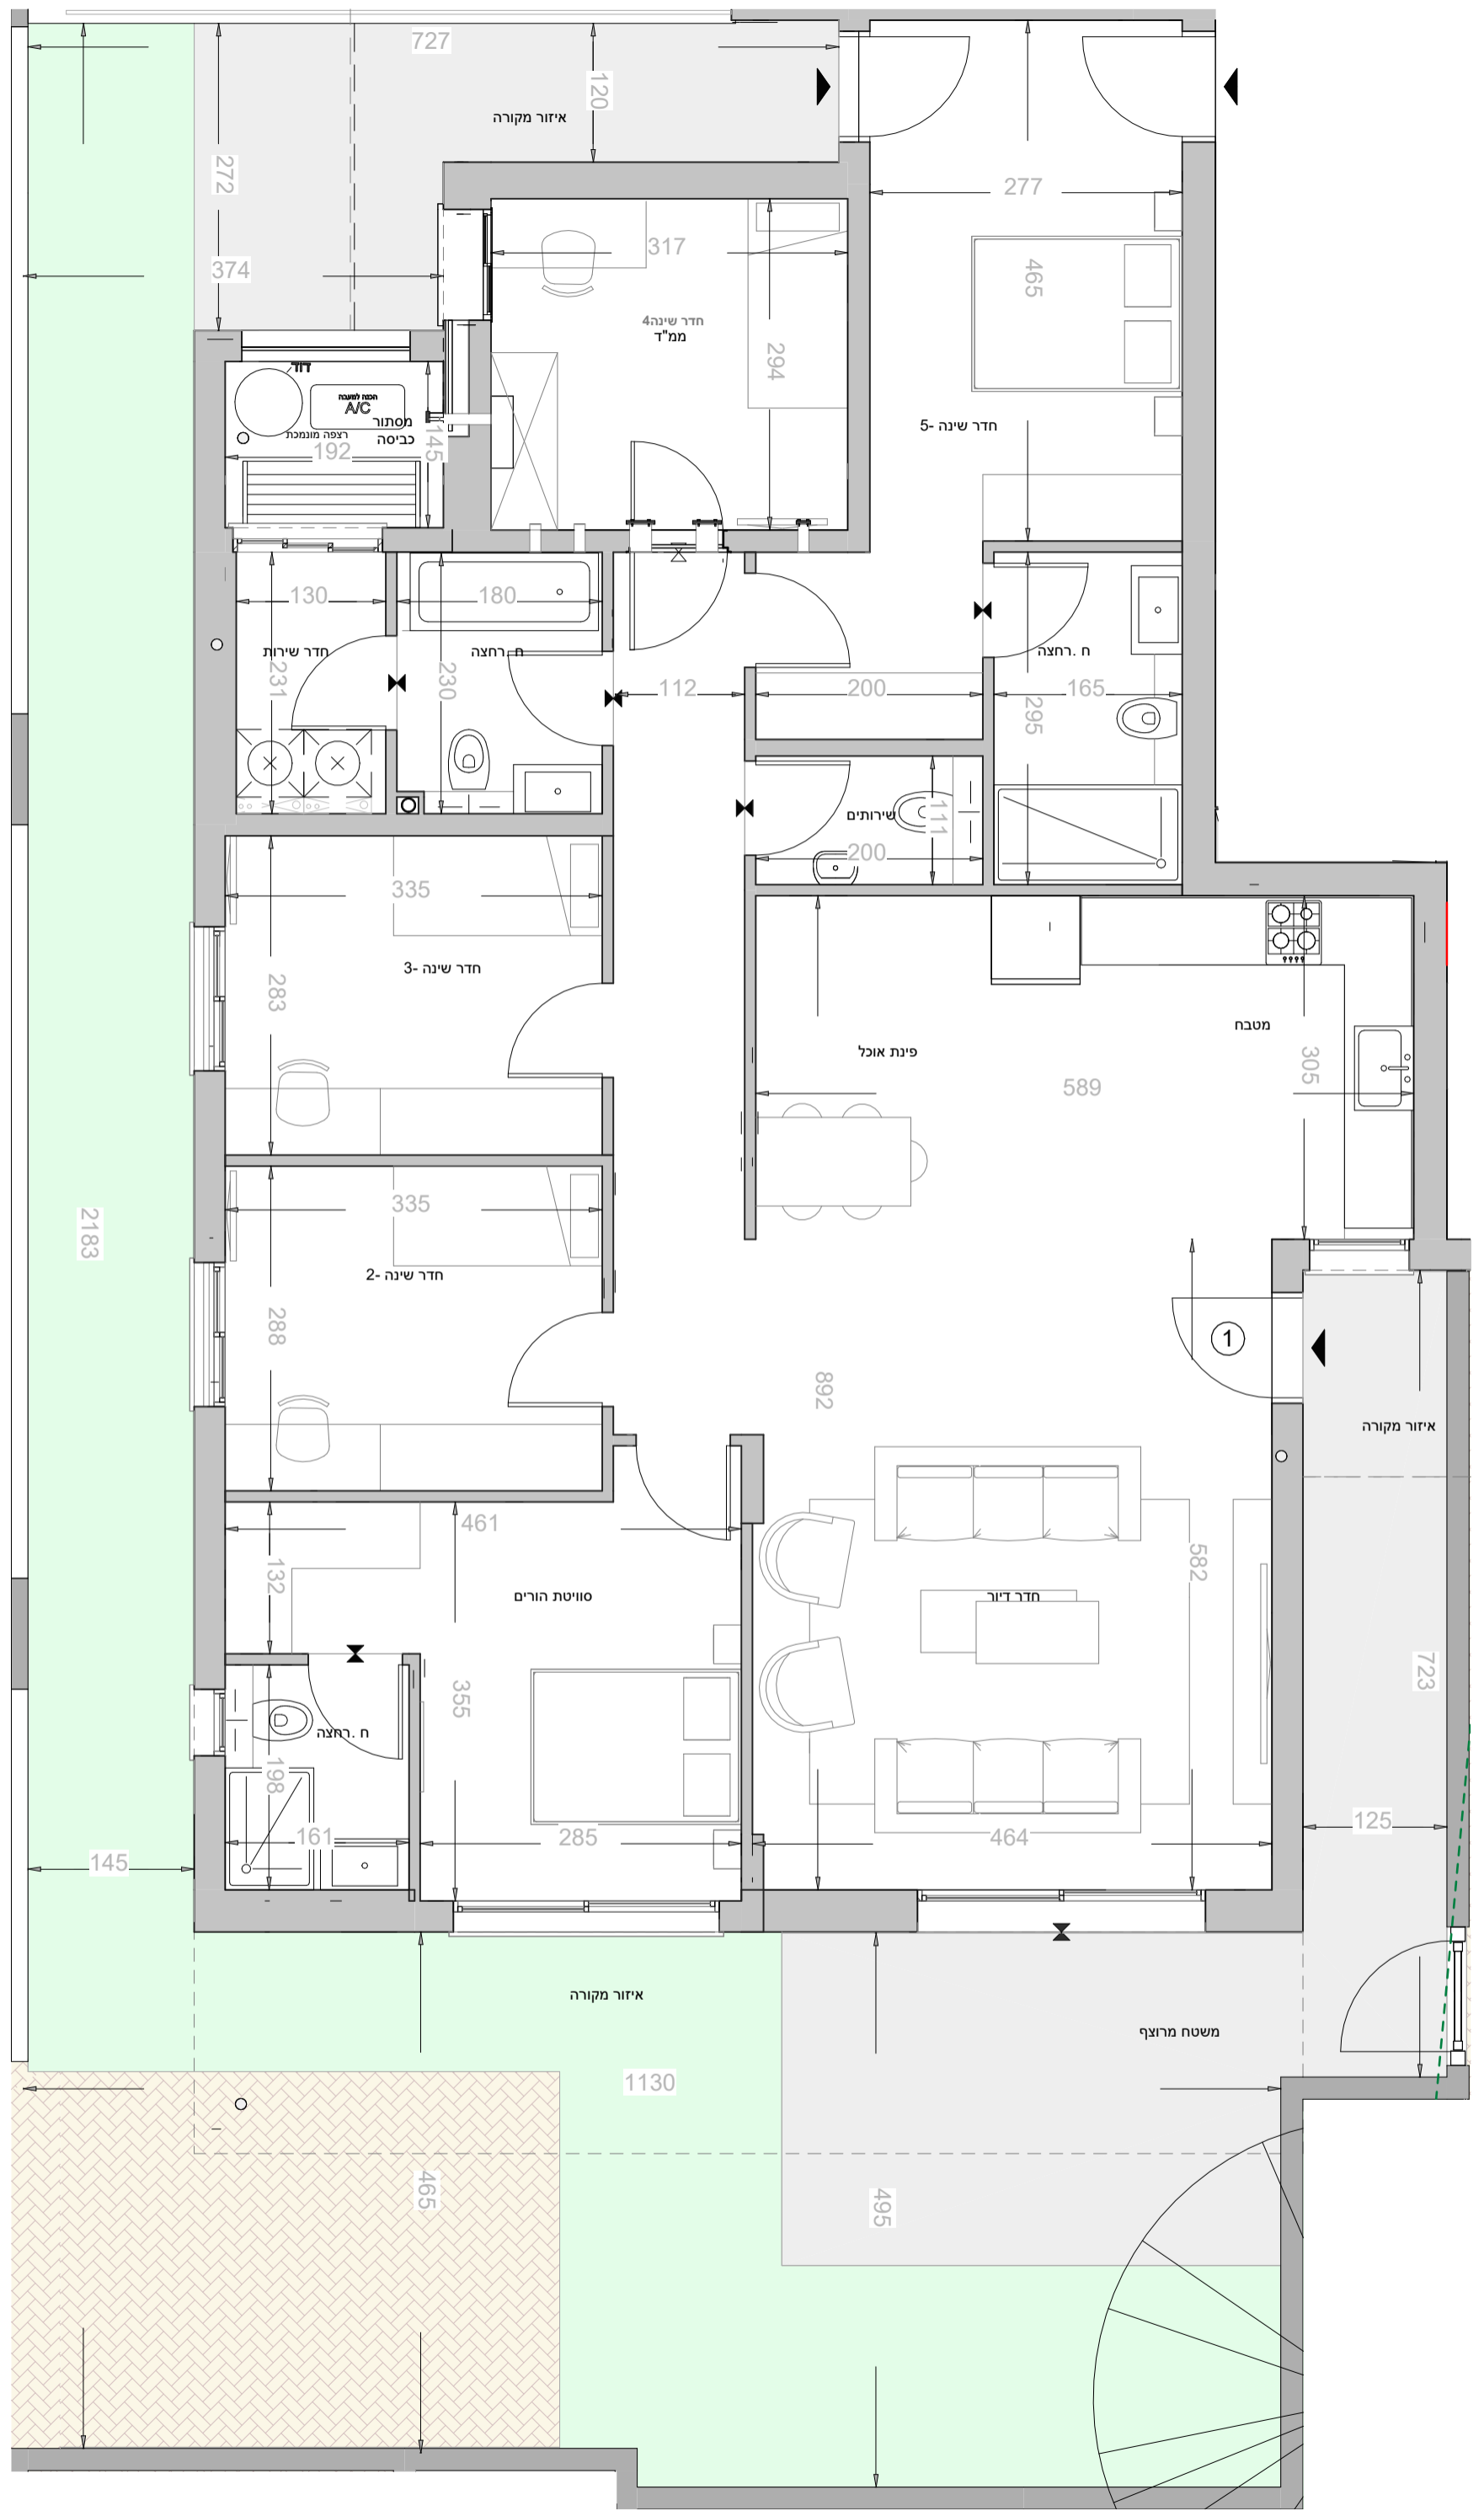 727
120
איזור מקורה
272
277
374
317
465
חדר שינה4
ממ"ד
294
דוד
הכנה למעבה
A/C
מסתור
כביסה
רצפה מונמכת
192
145
חדר שינה -5
130
180
חדר שירות
ח .רחצה
ח .רחצה
231
230
112
200
165
295
111
שירותים
200
335
283
חדר שינה -3
מטבח
פינת אוכל
305
589
335
2183
חדר שינה -2
288
1
892
איזור מקורה
461
132
582
סוויטת הורים
חדר דיור
355
723
ח .רחצה
198
161
285
464
125
145
איזור מקורה
משטח מרוצף
1130
465
495